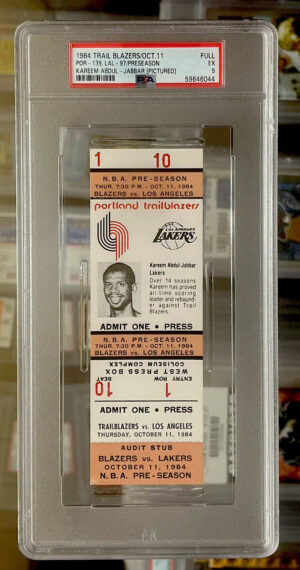 1984 TRAIL BLAZERS/OCT.11 FULL
POR - 139, LAL - 97/PRESEASON EX
KAREEM ABDUL - JABBAR [PICTURED] 5
PSA 59646044
1 10
N.B.A. PRE-SEASON
THUR. 7:30 P.M. - OCT. 11, 1984
BLAZERS vs. LOS ANGELES
portland trailblazers
LOS ANGELES
LAKERS
Kareem Abdul-Jabbar
Lakers
Over 14 seasons
Kareem has proved
all-time scoring
leader and rebound-
er against Trail
Blazers.
ADMIT ONE • PRESS
N.B.A. PRE-SEASON
THUR. 7:30 P.M. - OCT. 11, 1984
BLAZERS vs. LOS ANGELES
COLISEUM ANNEX
WEST PRESS BOX
ENTRY ROW SEAT
1 10
ADMIT ONE • PRESS
TRAILBLAZERS vs. LOS ANGELES
THURSDAY, OCTOBER 11, 1984
AUDIT STUB
BLAZERS vs. LAKERS
OCTOBER 11, 1984
N.B.A. PRE-SEASON